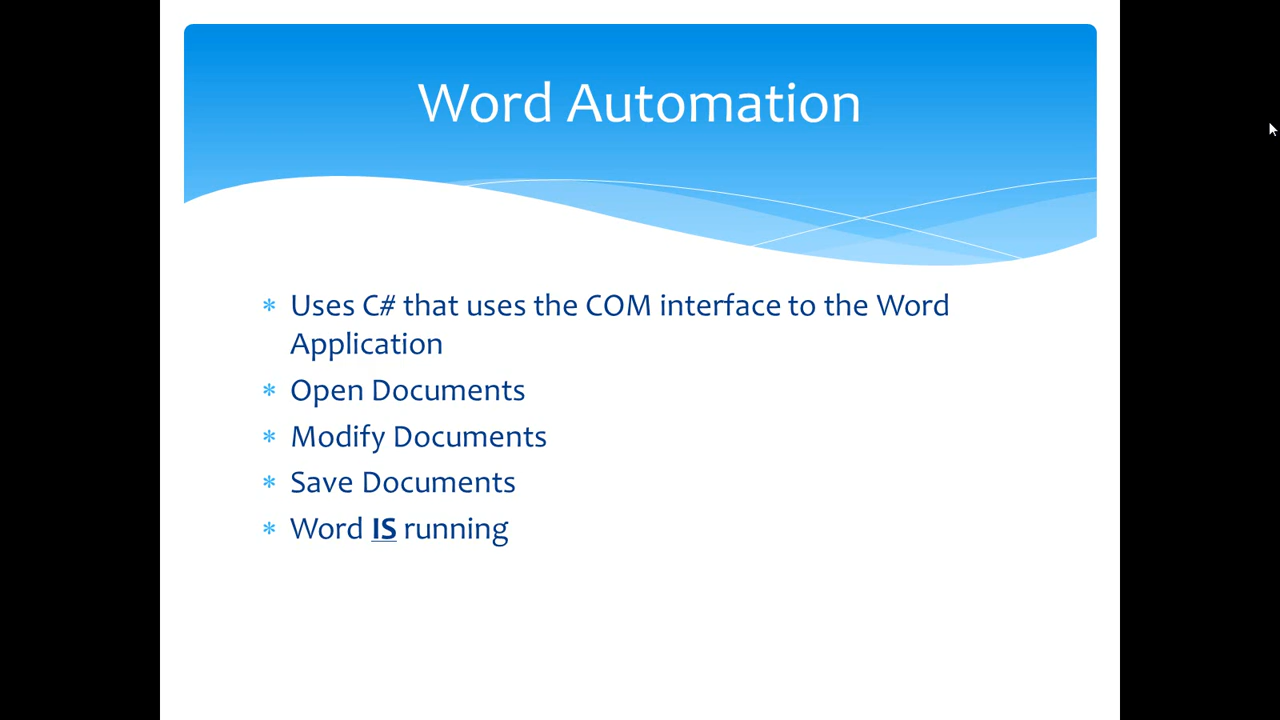 Word Automation
* Uses C# that uses the COM interface to the Word
Application
* Open Documents
* Modify Documents
* Save Documents
* Word IS running